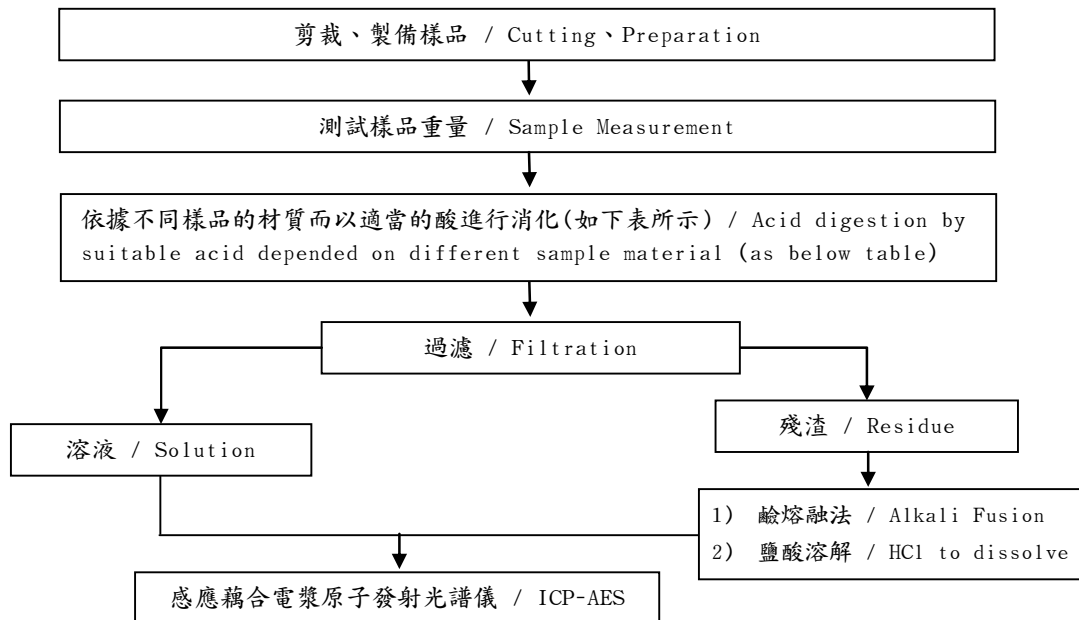 剪裁、製備樣品 / Cutting、Preparation
測試樣品重量 / Sample Measurement
依據不同樣品的材質而以適當的酸進行消化(如下表所示) / Acid digestion by
suitable acid depended on different sample material (as below table)
過濾 / Filtration
溶液 / Solution
殘渣 / Residue
1) 鹼熔融法 / Alkali Fusion
2) 鹽酸溶解 / HCl to dissolve
感應藕合電漿原子發射光譜儀 / ICP-AES